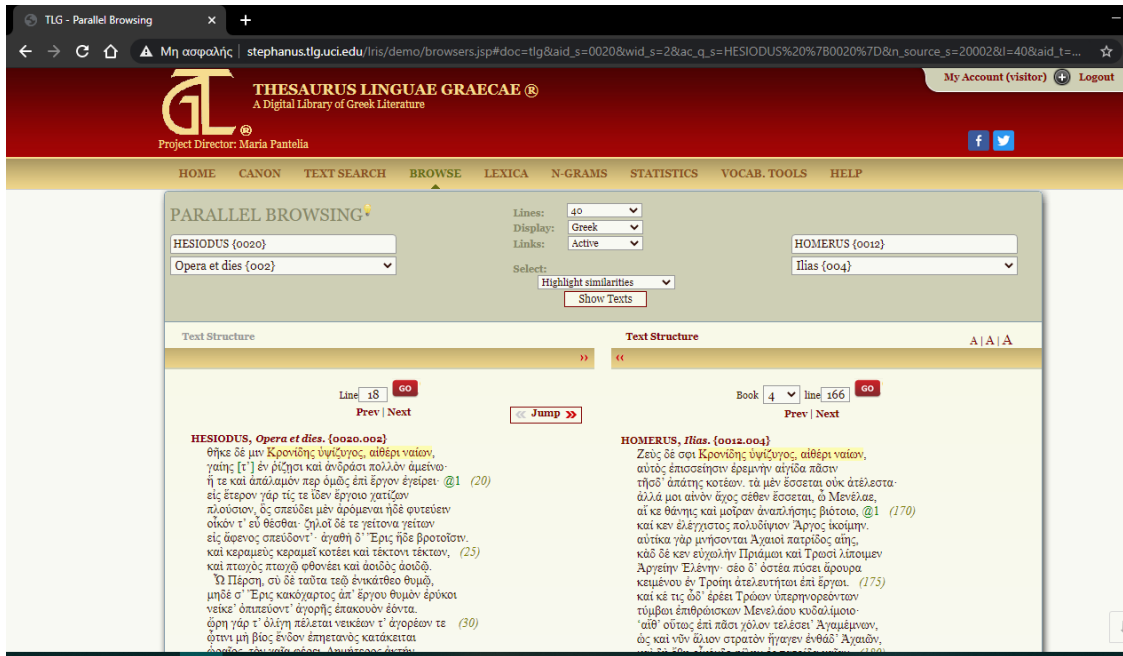 TLG - Parallel Browsing
Μη ασφαλής | stephanus.tlg.uci.edu/Iris/demo/browsers.jsp#doc=tlg&aid_s=0020&wid_s=2&ac_q_s=HESIODUS%20%7B0020%7D&n_source_s=20002&l=40&aid_t=...
My Account (visitor) Logout
THESAURUS LINGUAE GRAECAE ®
A Digital Library of Greek Literature
®
Project Director: Maria Pantelia
HOME CANON TEXT SEARCH BROWSE LEXICA N-GRAMS STATISTICS VOCAB. TOOLS HELP
PARALLEL BROWSING
Lines: 40
Display: Greek
Links: Active
Select:
Highlight similarities
Show Texts
HESIODUS {0020}
Opera et dies {002}
HOMERUS {0012}
Ilias {004}
Text Structure
Text Structure
A | A | A
›› ‹‹
Line 18 GO
Prev | Next
« Jump »
Book 4 line 166 GO
Prev | Next
HESIODUS, Opera et dies. {0020.002}
θῆκε δέ μιν Κρονίδης ὑψίζυγος, αἰθέρι ναίων,
γαίης [τ'] ἐν ῥίζῃσι καὶ ἀνδράσι πολλὸν ἀμείνω·
ἥ τε καὶ ἀπάλαμόν περ ὁμῶς ἐπὶ ἔργον ἐγείρει· @1 (20)
εἰς ἕτερον γάρ τίς τε ἴδεν ἔργοιο χατίζων
πλούσιον, ὃς σπεύδει μὲν ἀρόμεναι ἠδὲ φυτεύειν
οἶκόν τ' εὖ θέσθαι· ζηλοῖ δέ τε γείτονα γείτων
εἰς ἄφενος σπεύδοντ'· ἀγαθὴ δ' Ἔρις ἥδε βροτοῖσιν.
καὶ κεραμεὺς κεραμεῖ κοτέει καὶ τέκτονι τέκτων, (25)
καὶ πτωχὸς πτωχῷ φθονέει καὶ ἀοιδὸς ἀοιδῷ.
Ὦ Πέρση, σὺ δὲ ταῦτα τεῷ ἐνικάτθεο θυμῷ,
μηδέ σ' Ἔρις κακόχαρτος ἀπ' ἔργου θυμὸν ἐρύκοι
νείκε' ὀπιπεύοντ' ἀγορῆς ἐπακουὸν ἐόντα.
ὤρη γάρ τ' ὀλίγη πέλεται νεικέων τ' ἀγορέων τε (30)
ᾧτινι μὴ βίος ἔνδον ἐπηετανὸς κατάκειται
ὡραῖος, τὸν γαῖα φέρει, Δημήτερος ἀκτήν.
HOMERUS, Ilias. {0012.004}
Ζεὺς δέ σφι Κρονίδης ὑψίζυγος, αἰθέρι ναίων,
αὐτὸς ἐπισσείῃσιν ἐρεμνὴν αἰγίδα πᾶσιν
τῆσδ' ἀπάτης κοτέων. τὰ μὲν ἔσσεται οὐκ ἀτέλεστα·
ἀλλά μοι αἰνὸν ἄχος σέθεν ἔσσεται, ὦ Μενέλαε,
αἴ κε θάνῃς καὶ μοῖραν ἀναπλήσῃς βιότοιο, @1 (170)
καί κεν ἐλέγχιστος πολυδίψιον Ἄργος ἱκοίμην.
αὐτίκα γὰρ μνήσονται Ἀχαιοὶ πατρίδος αἴης,
κὰδ δέ κεν εὐχωλὴν Πριάμωι καὶ Τρωσὶ λίποιμεν
Ἀργείην Ἑλένην· σέο δ' ὀστέα πύσει ἄρουρα
κειμένου ἐν Τροίηι ἀτελευτήτωι ἐπὶ ἔργωι. (175)
καί κέ τις ὧδ' ἐρέει Τρώων ὑπερηνορεόντων
τύμβωι ἐπιθρώισκων Μενελάου κυδαλίμοιο·
'αἴθ' οὕτως ἐπὶ πᾶσι χόλον τελέσει' Ἀγαμέμνων,
ὡς καὶ νῦν ἅλιον στρατὸν ἤγαγεν ἐνθάδ' Ἀχαιῶν,